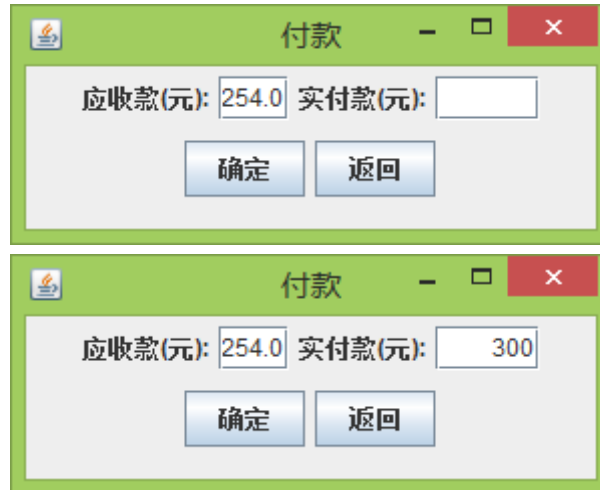 付款
应收款(元): 254.0 实付款(元):
确定 返回
付款
应收款(元): 254.0 实付款(元): 300
确定 返回